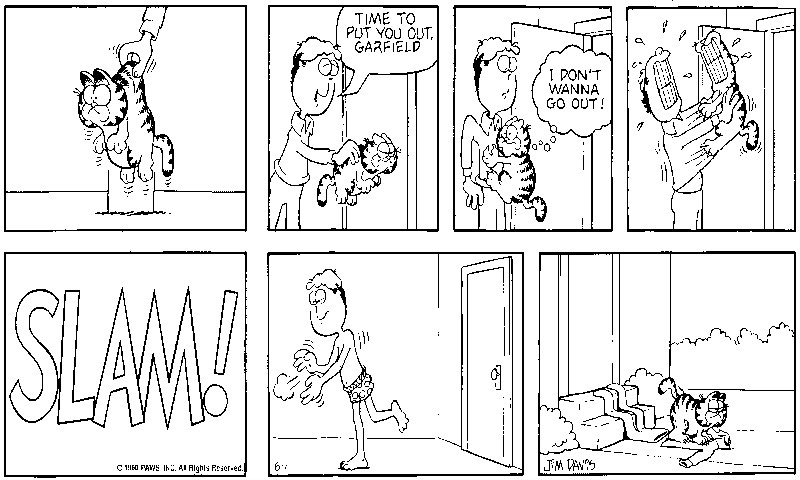 TIME TO
PUT YOU OUT,
GARFIELD
I DON'T
WANNA
GO OUT!
SLAM!
© 1980 PAWS, INC. All Rights Reserved.
JIM DAVIS